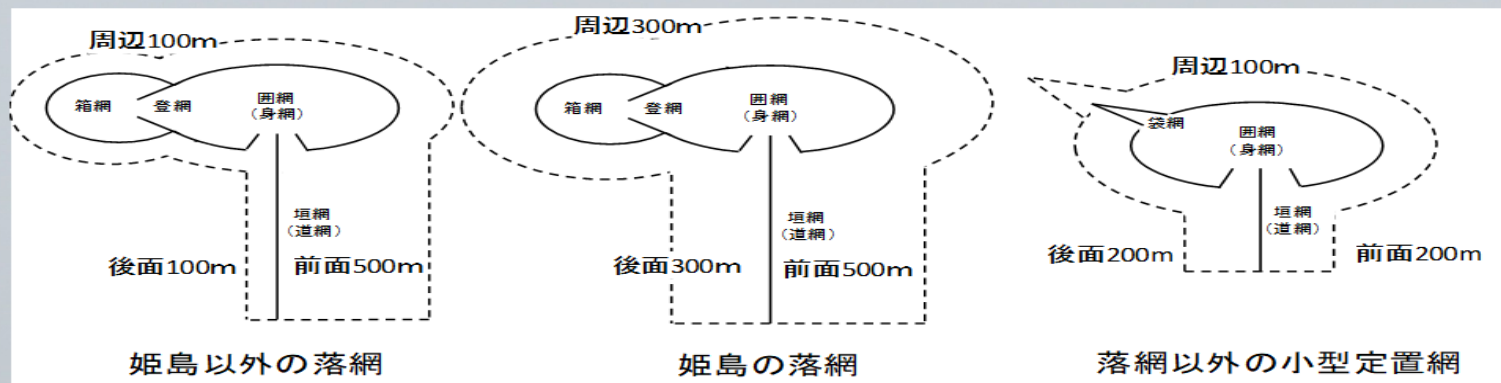 周辺100m
箱網
登網
囲網
(身網)
垣網
(道網)
後面100m
前面500m
姫島以外の落網
周辺300m
箱網
登網
囲網
(身網)
垣網
(道網)
後面300m
前面500m
姫島の落網
周辺100m
袋網
囲網
(身網)
垣網
(道網)
後面200m
前面200m
落網以外の小型定置網